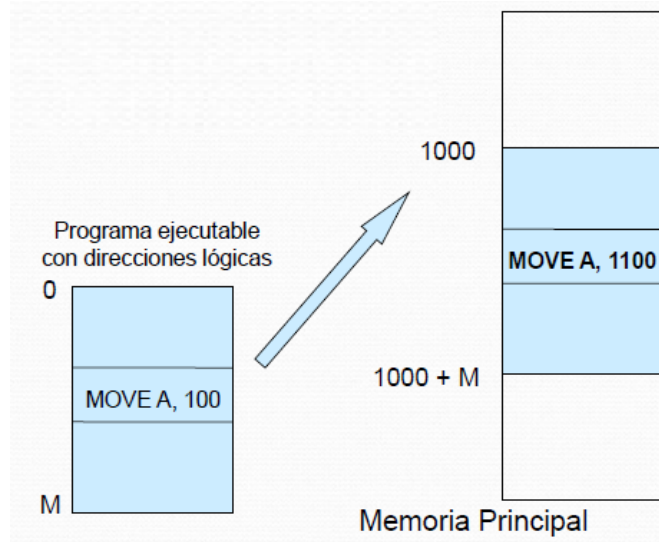 Programa ejecutable
con direcciones lógicas
0
MOVE A, 100
M
1000
MOVE A, 1100
1000 + M
Memoria Principal